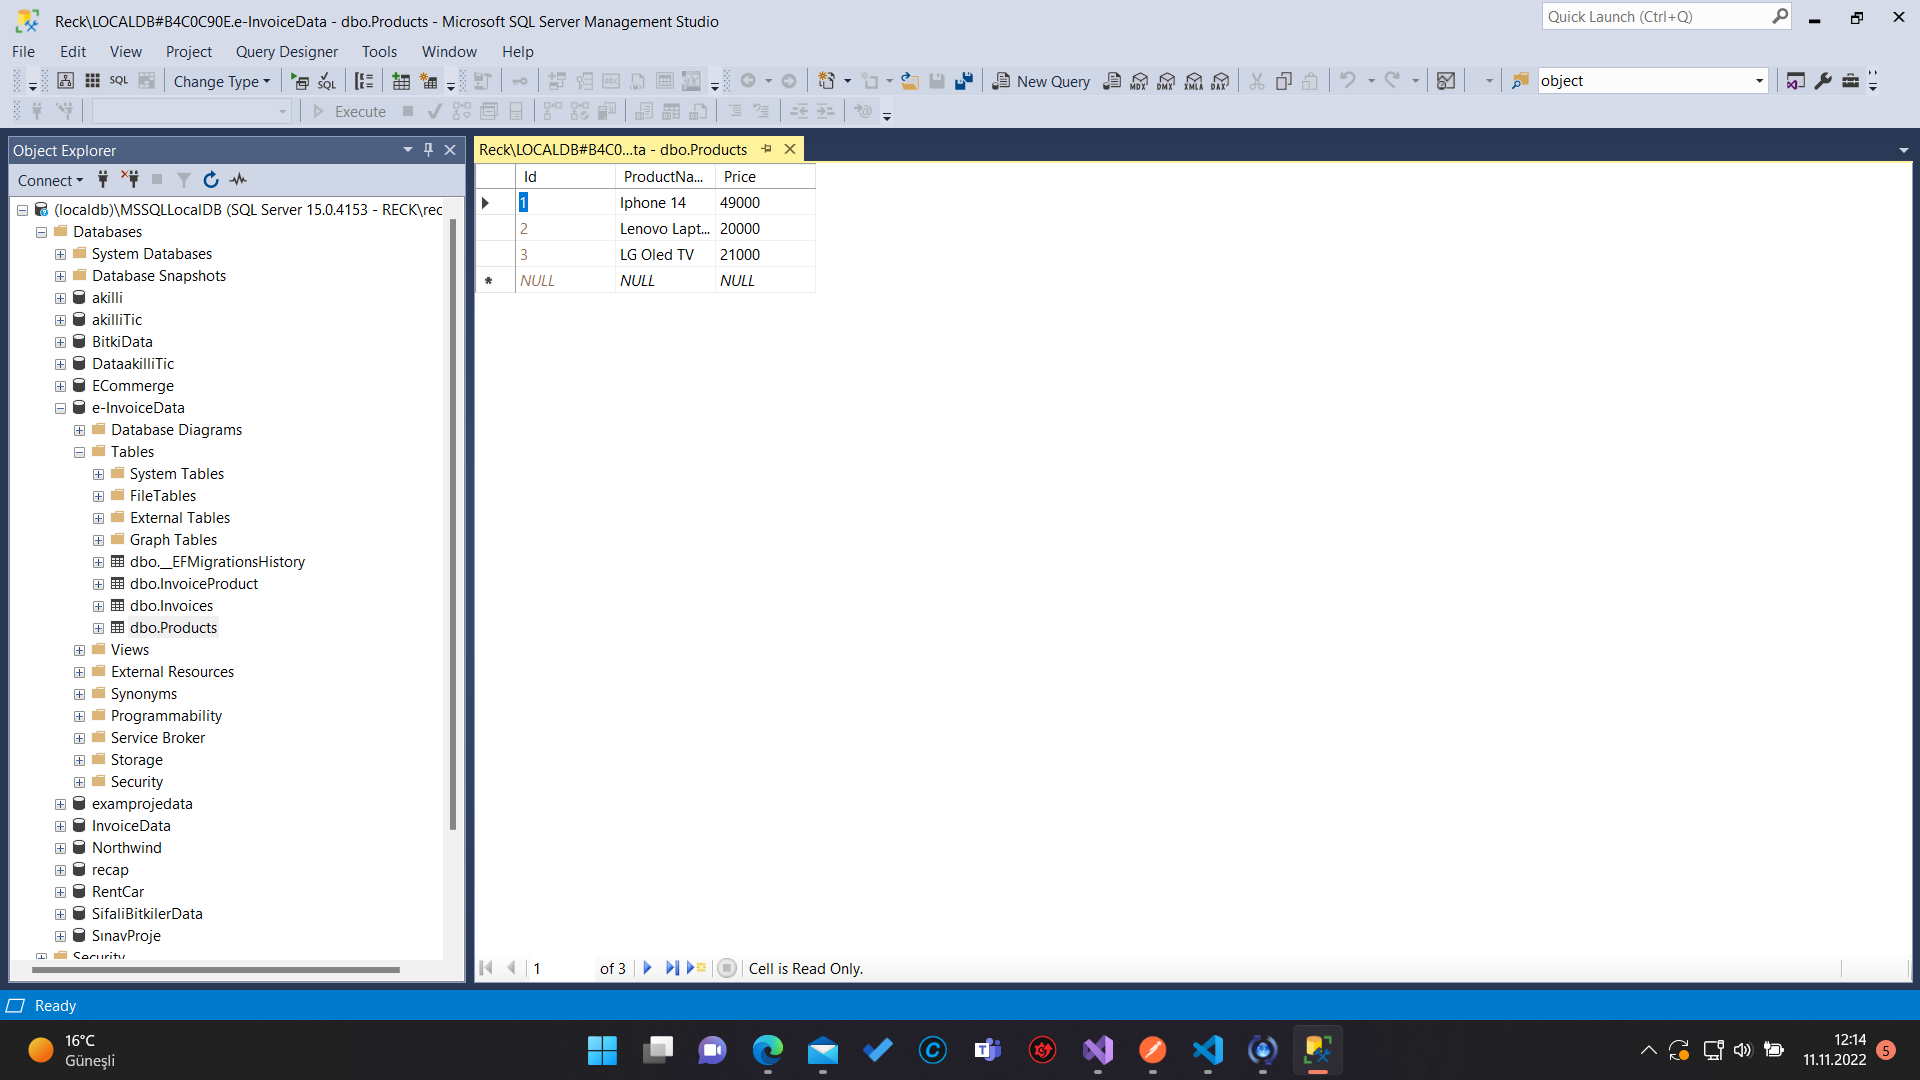 Reck\LOCALDB#B4C0C90E.e-InvoiceData - dbo.Products - Microsoft SQL Server Management Studio
Quick Launch (Ctrl+Q)
File Edit View Project Query Designer Tools Window Help
SQL Change Type SQL New Query MDX DMX XMLA DAX object
Execute
Object Explorer
Connect
(localdb)\MSSQLLocalDB (SQL Server 15.0.4153 - RECK\rec
Databases
System Databases
Database Snapshots
akilli
akilliTic
BitkiData
DataakilliTic
ECommerge
e-InvoiceData
Database Diagrams
Tables
System Tables
FileTables
External Tables
Graph Tables
dbo.__EFMigrationsHistory
dbo.InvoiceProduct
dbo.Invoices
dbo.Products
Views
External Resources
Synonyms
Programmability
Service Broker
Storage
Security
examprojedata
InvoiceData
Northwind
recap
RentCar
SifaliBitkilerData
SınavProje
Security
Reck\LOCALDB#B4C0...ta - dbo.Products
Id ProductNa... Price
1 Iphone 14 49000
2 Lenovo Lapt... 20000
3 LG Oled TV 21000
NULL NULL NULL
1 of 3 Cell is Read Only.
Ready
16°C
Güneşli
12:14
11.11.2022
5